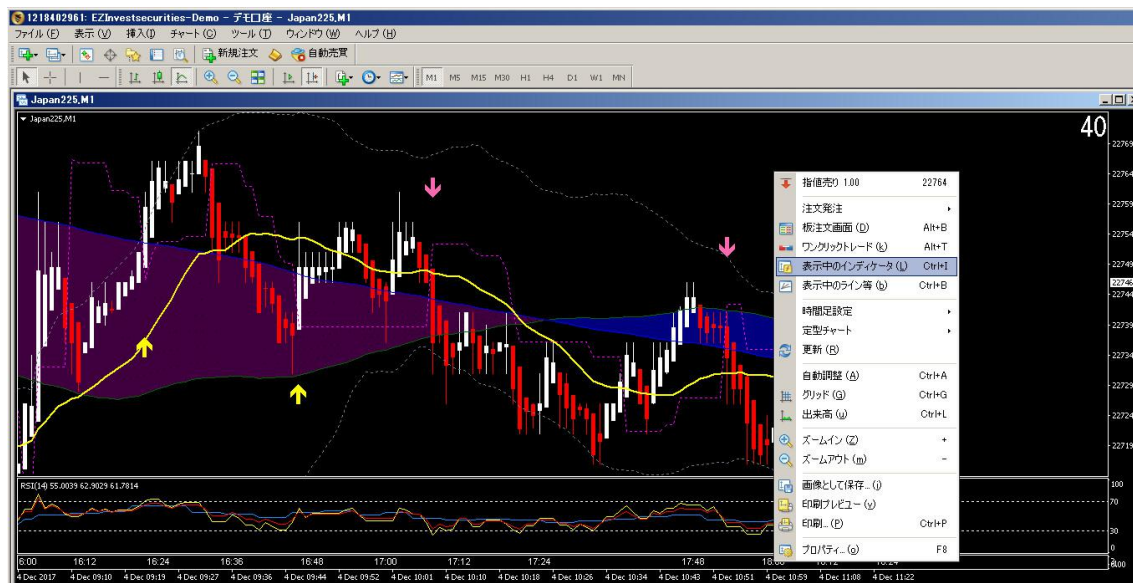 1218402961: EZInvestsecurities-Demo - デモ口座 - Japan225,M1
ファイル (F) 表示 (V) 挿入(I) チャート (C) ツール (T) ウィンドウ (W) ヘルプ (H)
新規注文 自動売買
M1 M5 M15 M30 H1 H4 D1 W1 MN
Japan225,M1
Japan225,M1
40
22769
22764
22759
22754
22749
22746
22744
22739
22734
22729
22724
22719
指値売り 1.00 22764
注文発注
板注文画面 (D) Alt+B
ワンクリックトレード (k) Alt+T
表示中のインディケータ (L) Ctrl+I
表示中のライン等 (b) Ctrl+B
時間足設定
定型チャート
更新 (R)
自動調整 (A) Ctrl+A
グリッド (G) Ctrl+G
出来高 (u) Ctrl+L
ズームイン (Z) +
ズームアウト (m) -
画像として保存... (i)
印刷プレビュー (v)
印刷... (P) Ctrl+P
プロパティ... (o) F8
RSI(14) 55.0039 62.9029 61.7814
100
70
30
0
6:00 16:12 16:24 16:36 16:48 17:00 17:12 17:24 17:48
4 Dec 2017 4 Dec 09:10 4 Dec 09:19 4 Dec 09:27 4 Dec 09:36 4 Dec 09:44 4 Dec 09:52 4 Dec 10:01 4 Dec 10:10 4 Dec 10:18 4 Dec 10:26 4 Dec 10:34 4 Dec 10:43 4 Dec 10:51 4 Dec 10:59 4 Dec 11:08 4 Dec 11:22